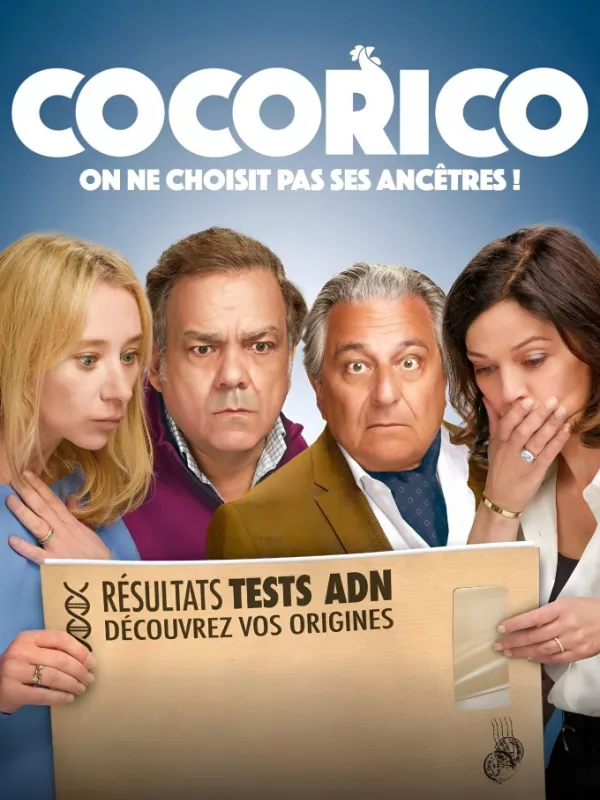 COCORICO
ON NE CHOISIT PAS SES ANCÊTRES !
RÉSULTATS TESTS ADN
DÉCOUVREZ VOS ORIGINES